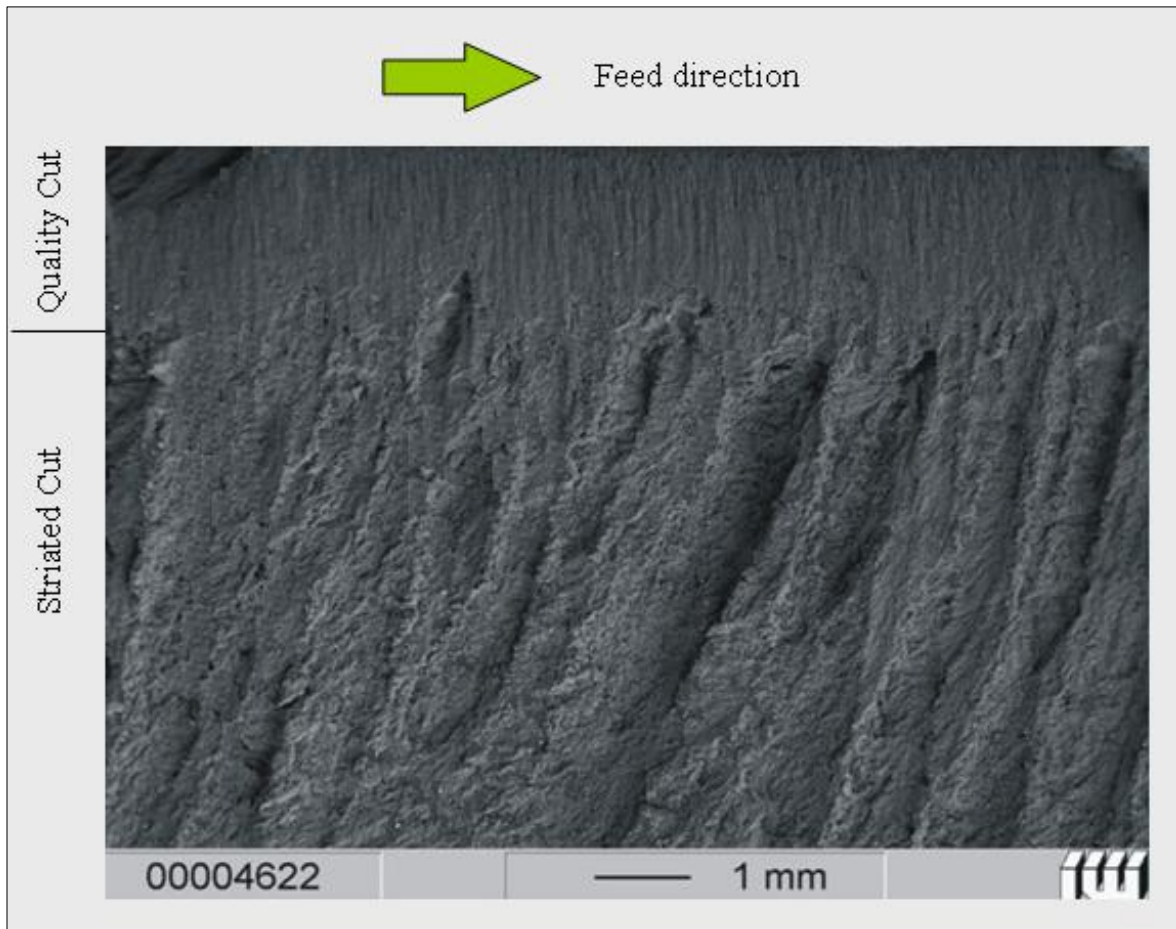 Feed direction
Quality Cut
Striated Cut
00004622
1 mm